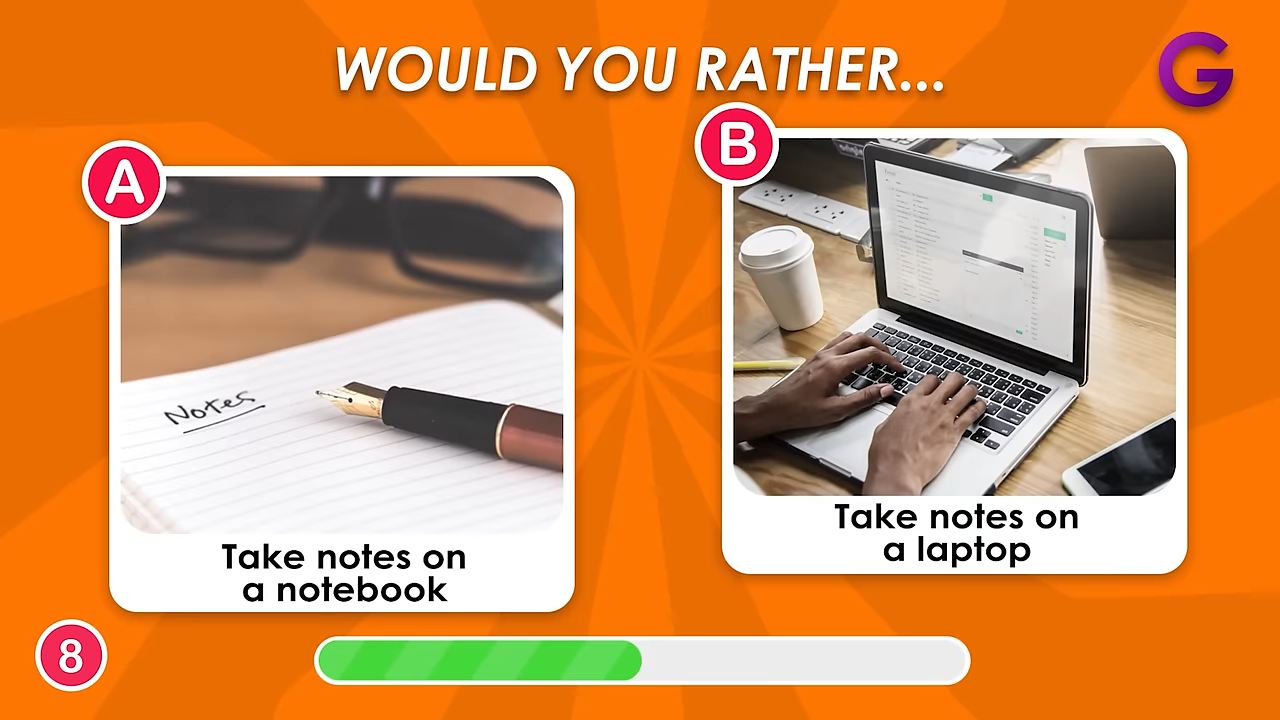 WOULD YOU RATHER...
G
A
Notes
Take notes on
a notebook
B
Take notes on
a laptop
8